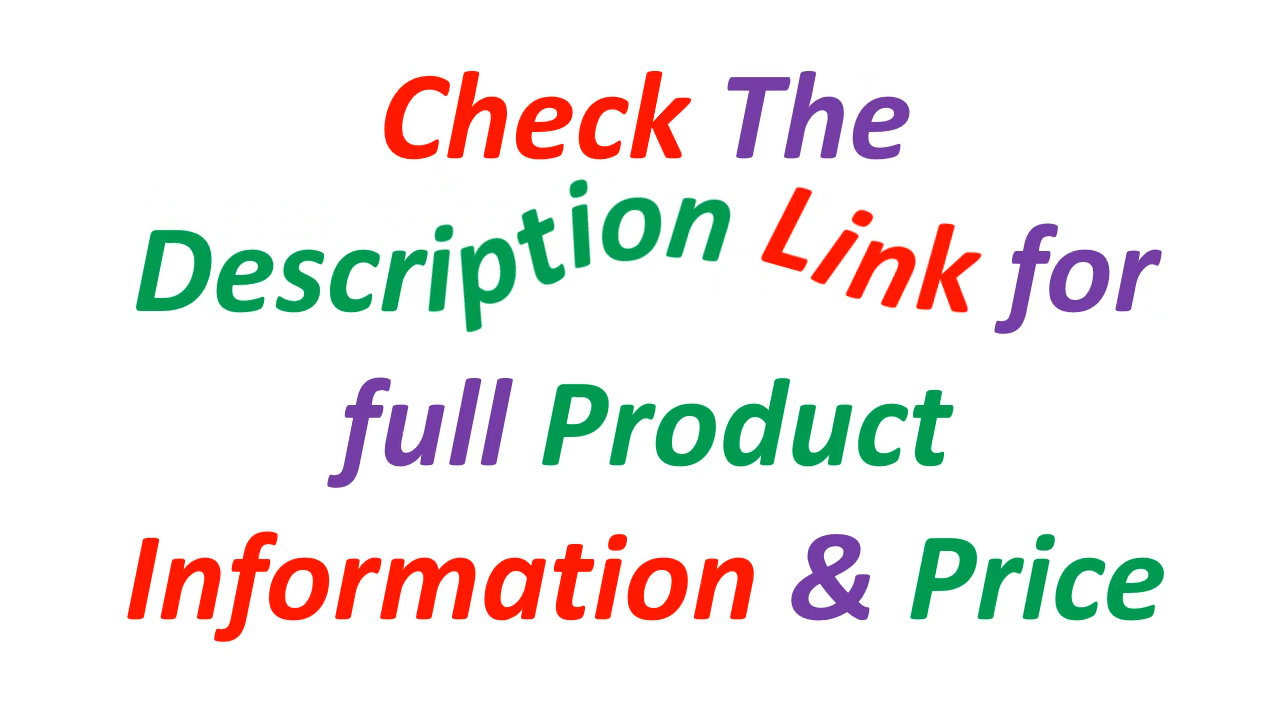 Check The
Description Link for
full Product
Information & Price